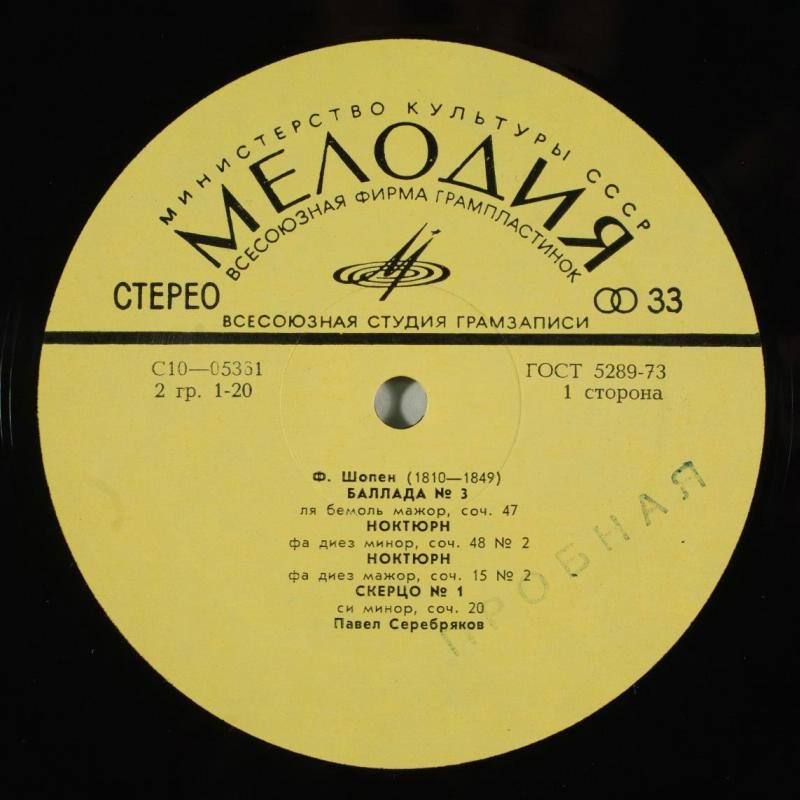 МИНИСТЕРСТВО КУЛЬТУРЫ СССР
МЕЛОДИЯ
ВСЕСОЮЗНАЯ ФИРМА ГРАМПЛАСТИНОК
СТЕРЕО
33
ВСЕСОЮЗНАЯ СТУДИЯ ГРАМЗАПИСИ
С10—05361
ГОСТ 5289-73
2 гр. 1-20
1 сторона
Ф. Шопен (1810—1849)
БАЛЛАДА № 3
ля бемоль мажор, соч. 47
НОКТЮРН
фа диез минор, соч. 48 № 2
НОКТЮРН
фа диез мажор, соч. 15 № 2
СКЕРЦО № 1
си минор, соч. 20
Павел Серебряков
ПРОБНАЯ